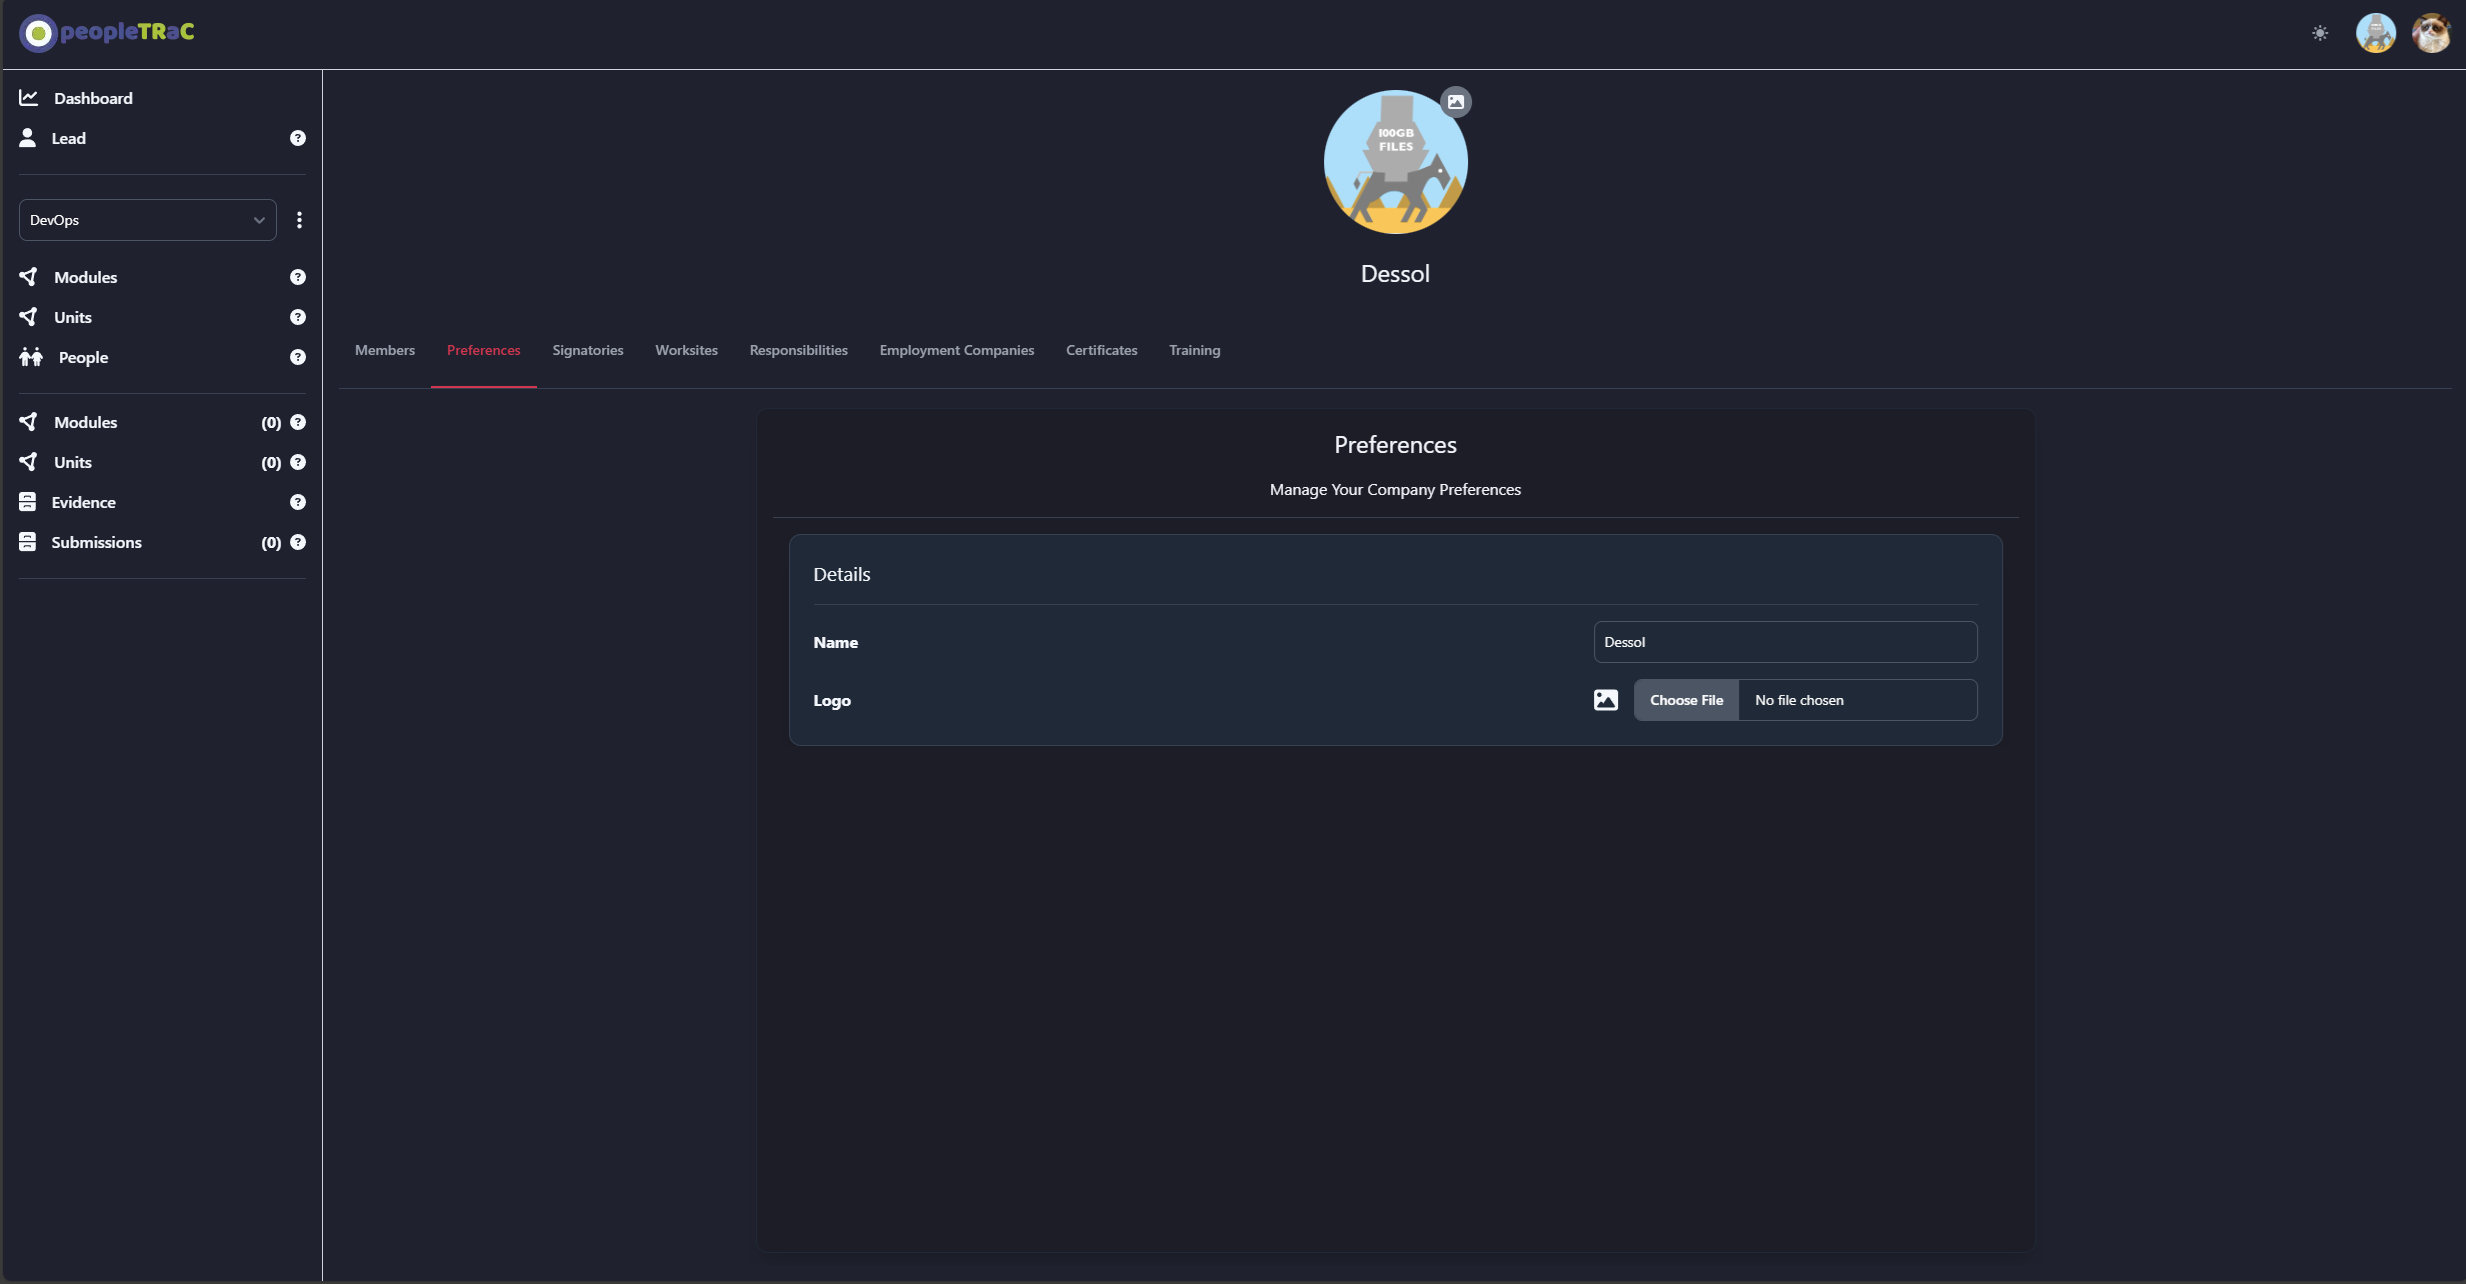 peopleTRaC
Dashboard
Lead
DevOps
Modules
Units
People
Modules (0)
Units (0)
Evidence
Submissions (0)
100GB
FILES
Dessol
Members Preferences Signatories Worksites Responsibilities Employment Companies Certificates Training
Preferences
Manage Your Company Preferences
Details
Name Dessol
Logo Choose File No file chosen